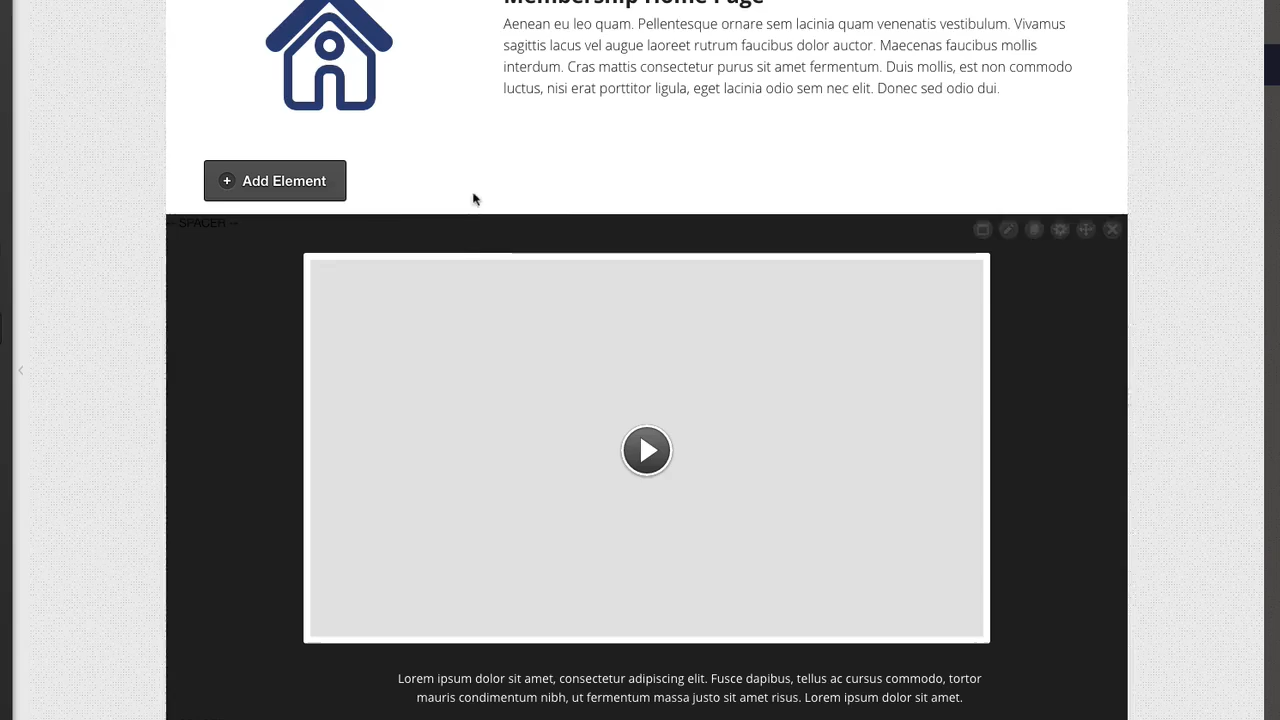 Membership Home Page
Aenean eu leo quam. Pellentesque ornare sem lacinia quam venenatis vestibulum. Vivamus
sagittis lacus vel augue laoreet rutrum faucibus dolor auctor. Maecenas faucibus mollis
interdum. Cras mattis consectetur purus sit amet fermentum. Duis mollis, est non commodo
luctus, nisi erat porttitor ligula, eget lacinia odio sem nec elit. Donec sed odio dui.
Add Element
-- SPACER --
Lorem ipsum dolor sit amet, consectetur adipiscing elit. Fusce dapibus, tellus ac cursus commodo, tortor
mauris condimentum nibh, ut fermentum massa justo sit amet risus. Lorem ipsum dolor sit amet.